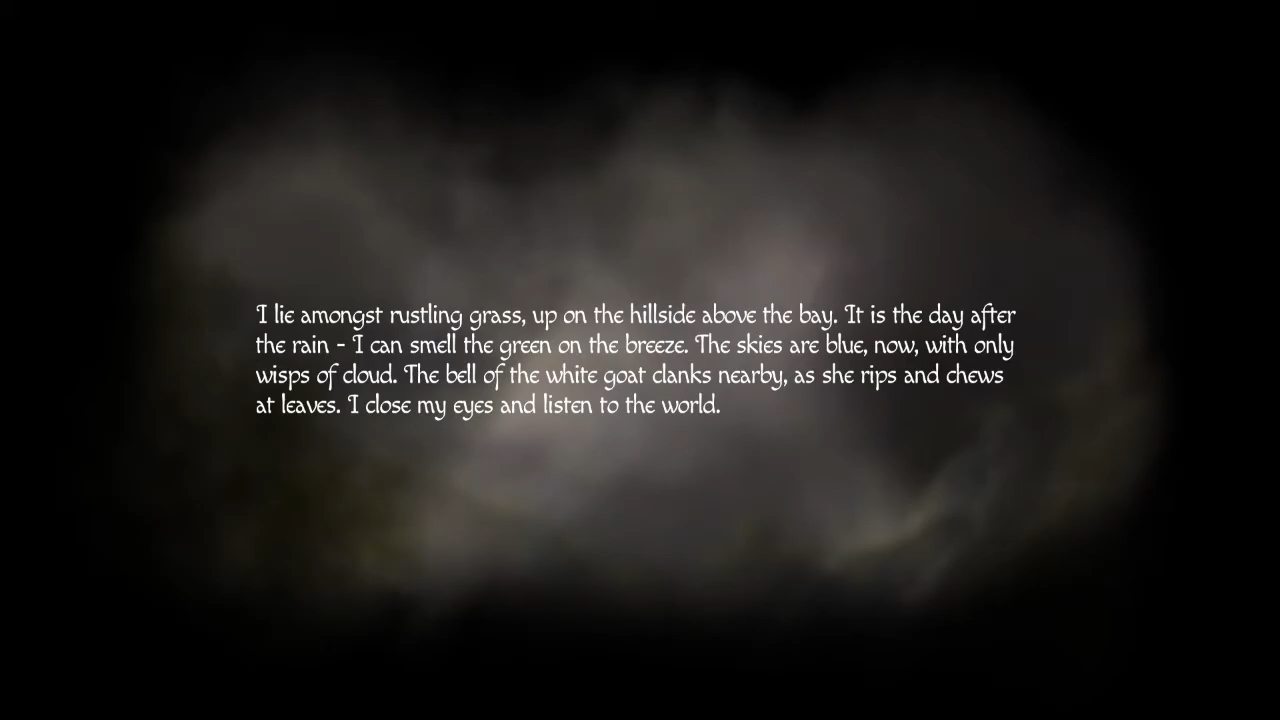 I lie amongst rustling grass, up on the hillside above the bay. It is the day after
the rain - I can smell the green on the breeze. The skies are blue, now, with only
wisps of cloud. The bell of the white goat clanks nearby, as she rips and chews
at leaves. I close my eyes and listen to the world.